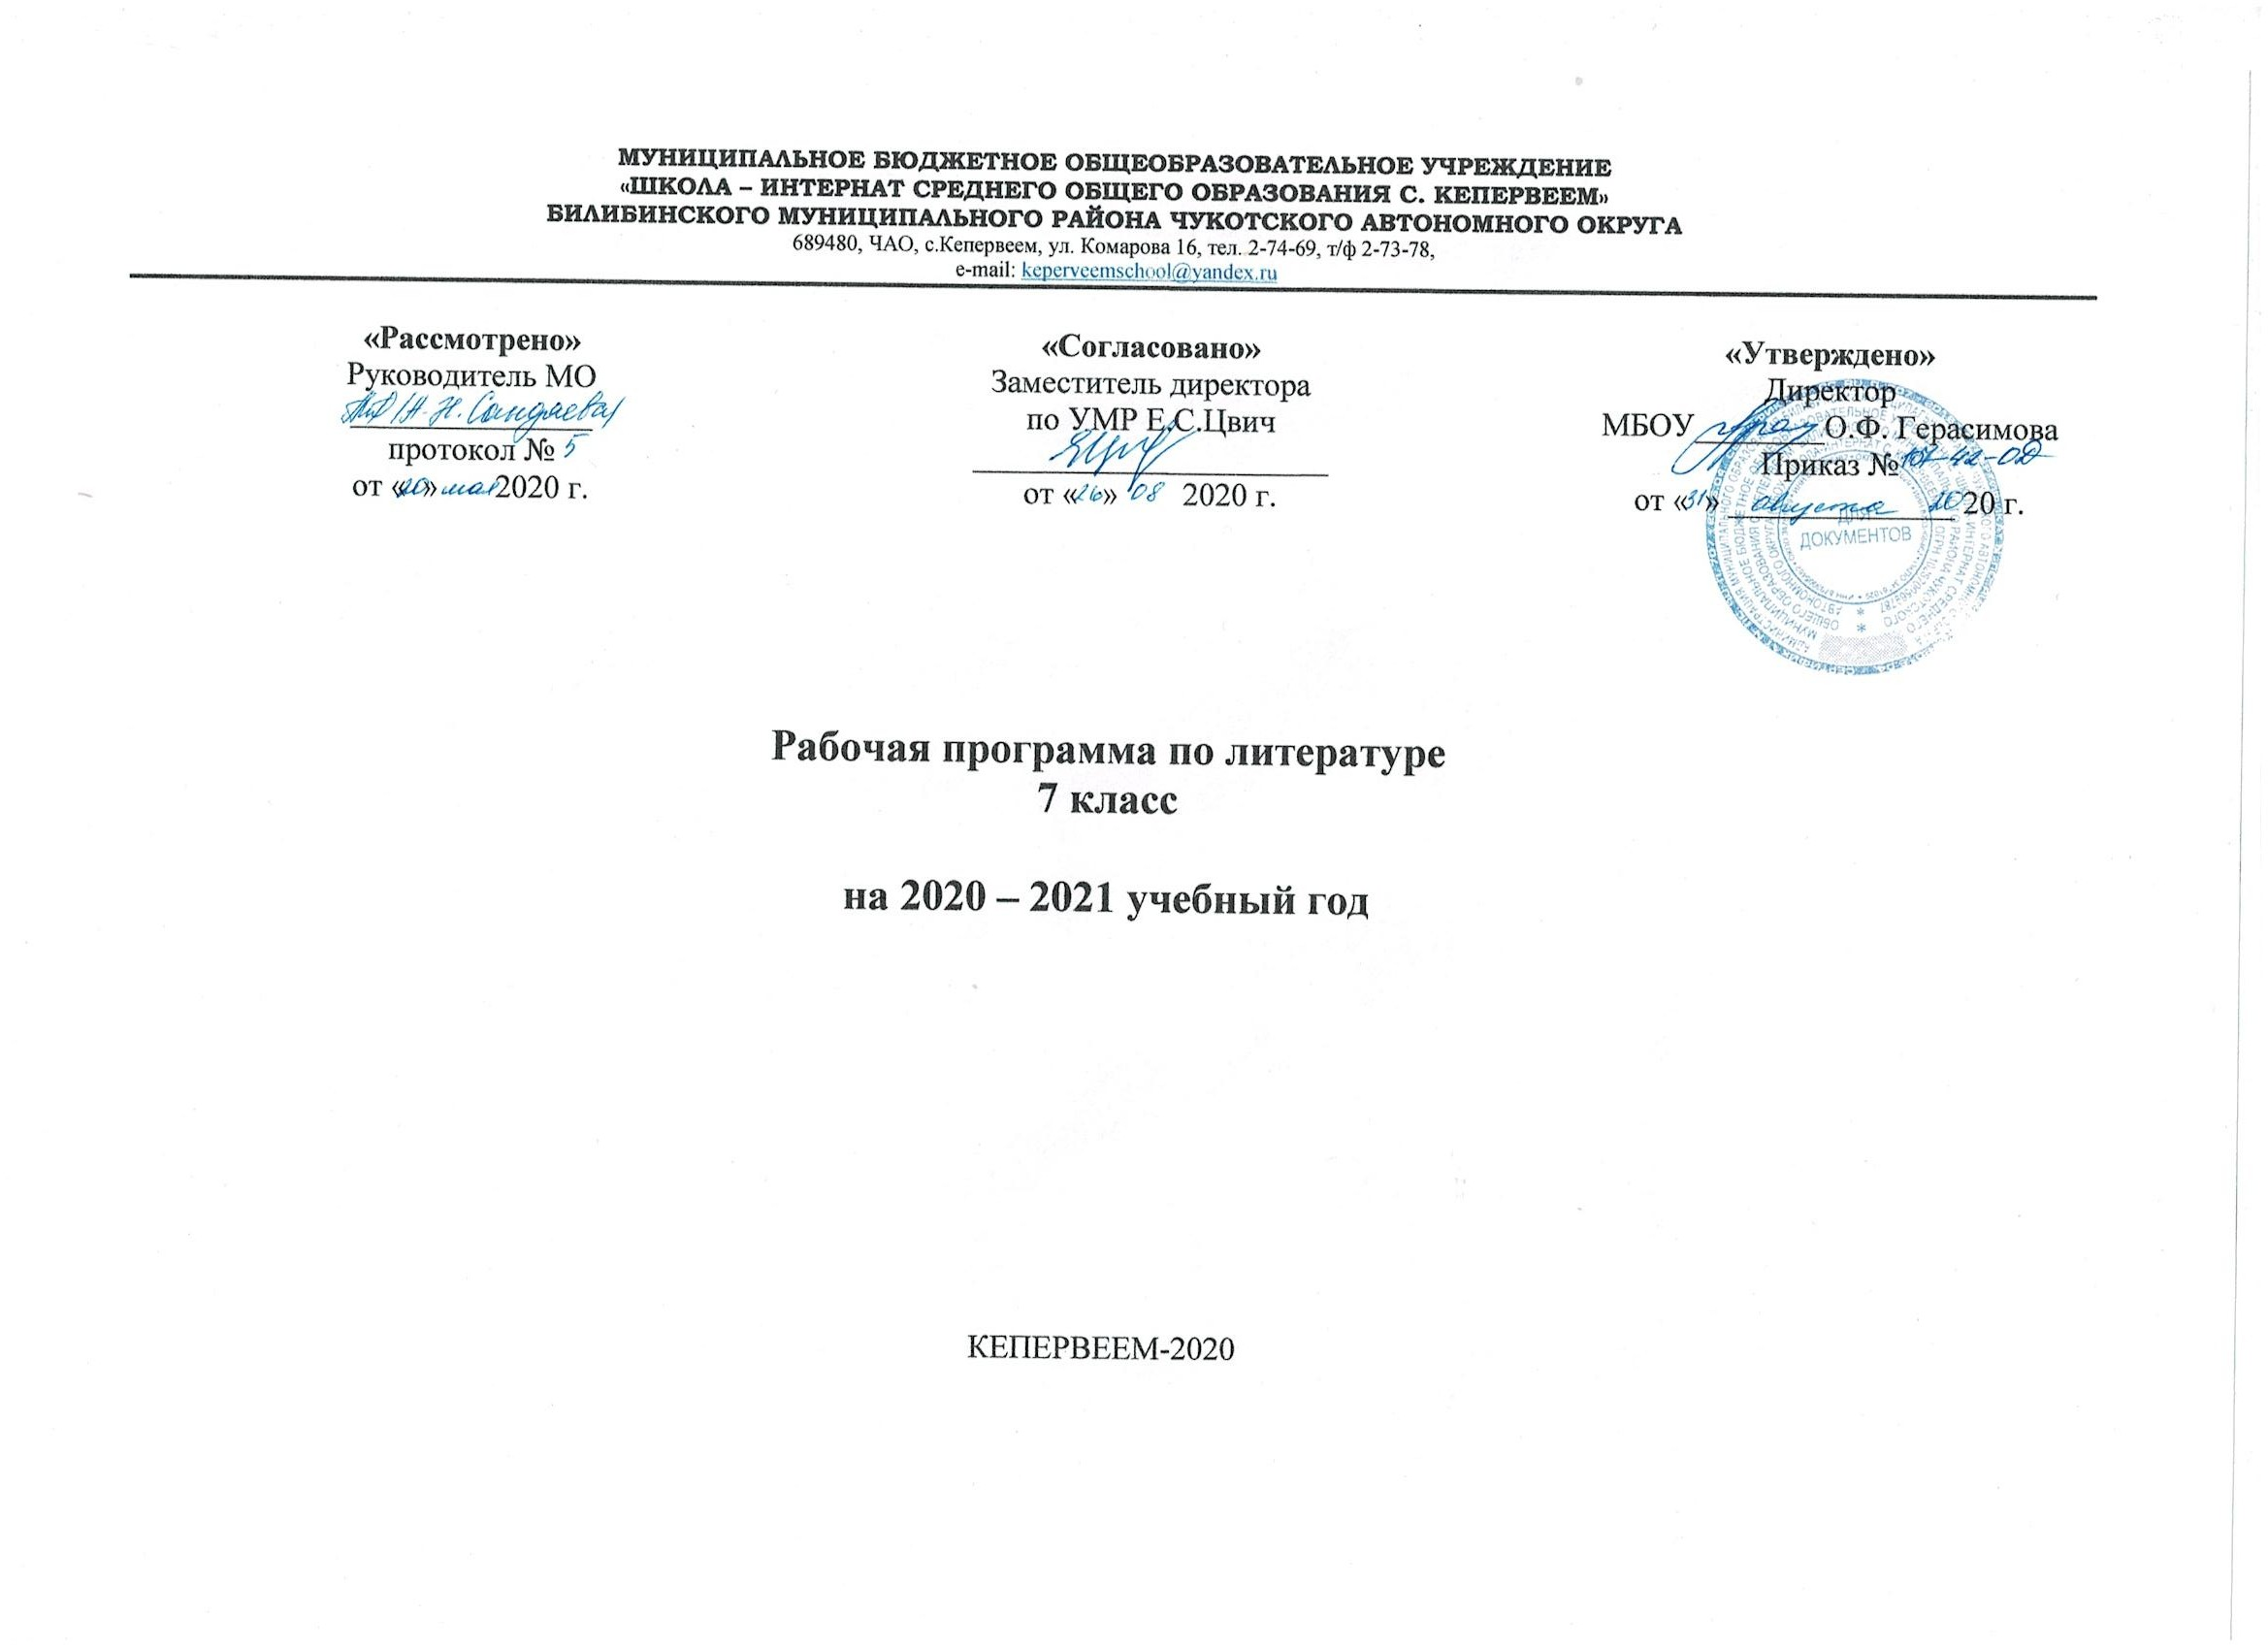 МУНИЦИПАЛЬНОЕ БЮДЖЕТНОЕ ОБЩЕОБРАЗОВАТЕЛЬНОЕ УЧРЕЖДЕНИЕ
«ШКОЛА – ИНТЕРНАТ СРЕДНЕГО ОБЩЕГО ОБРАЗОВАНИЯ С. КЕПЕРВЕЕМ»
БИЛИБИНСКОГО МУНИЦИПАЛЬНОГО РАЙОНА ЧУКОТСКОГО АВТОНОМНОГО ОКРУГА
689480, ЧАО, с.Кепервеем, ул. Комарова 16, тел. 2-74-69, т/ф 2-73-78,
e-mail: keperveemschool@yandex.ru
«Рассмотрено»
Руководитель МО
протокол № 5
от «20» мая 2020 г.
«Согласовано»
Заместитель директора
по УМР Е.С.Цвич
от «26» 08 2020 г.
«Утверждено»
Директор
МБОУ О.Ф. Герасимова
Приказ №
от «31» августа 2020 г.
ДЛЯ
ДОКУМЕНТОВ
Рабочая программа по литературе
7 класс
на 2020 – 2021 учебный год
КЕПЕРВЕЕМ-2020